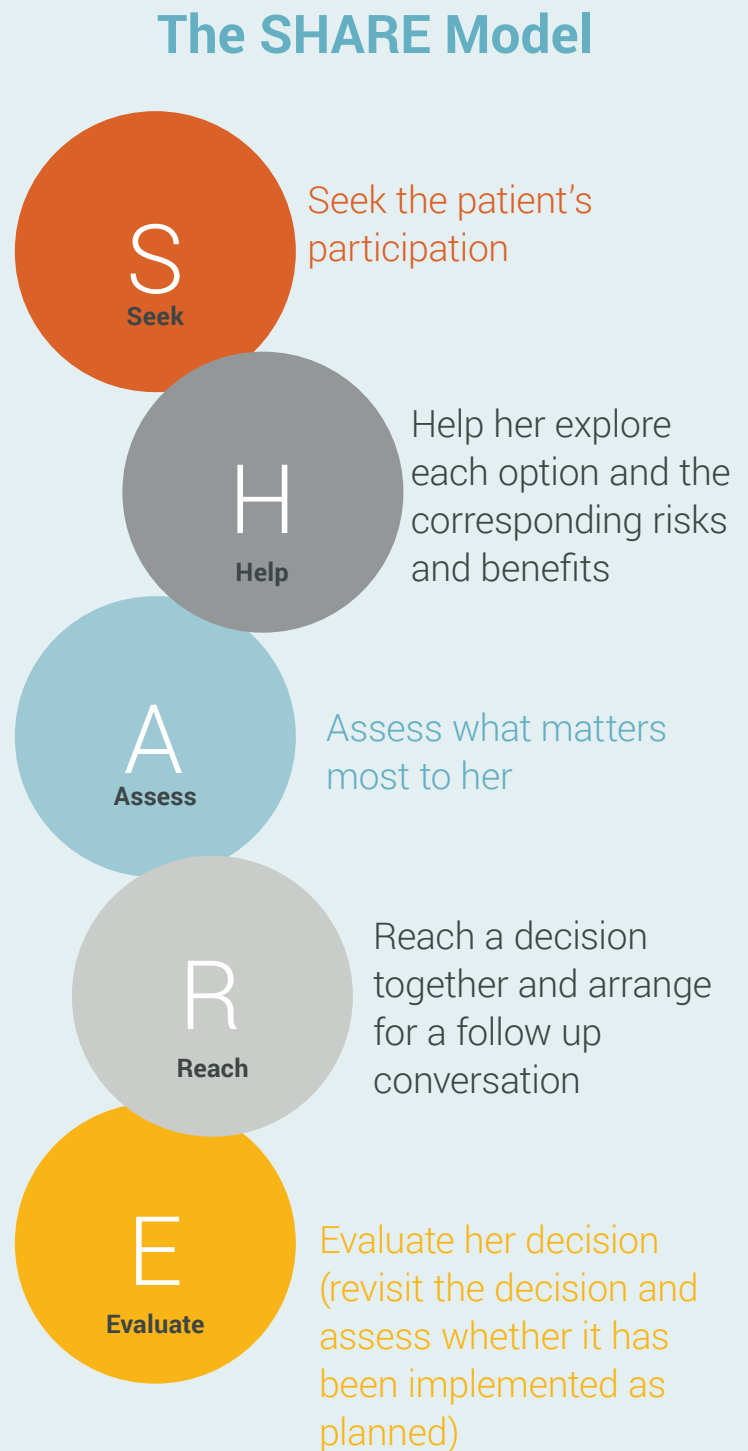 The SHARE Model
S
Seek
Seek the patient’s
participation
H
Help
Help her explore
each option and the
corresponding risks
and benefits
A
Assess
Assess what matters
most to her
R
Reach
Reach a decision
together and arrange
for a follow up
conversation
E
Evaluate
Evaluate her decision
(revisit the decision and
assess whether it has
been implemented as
planned)